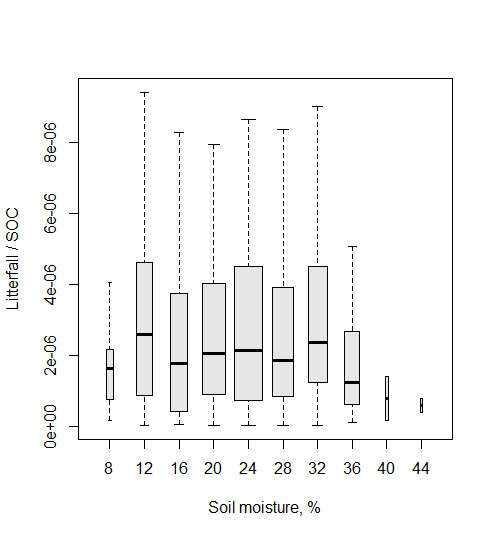 Litterfall / SOC
8e-06
6e-06
4e-06
2e-06
0e+00
8 12 16 20 24 28 32 36 40 44
Soil moisture, %